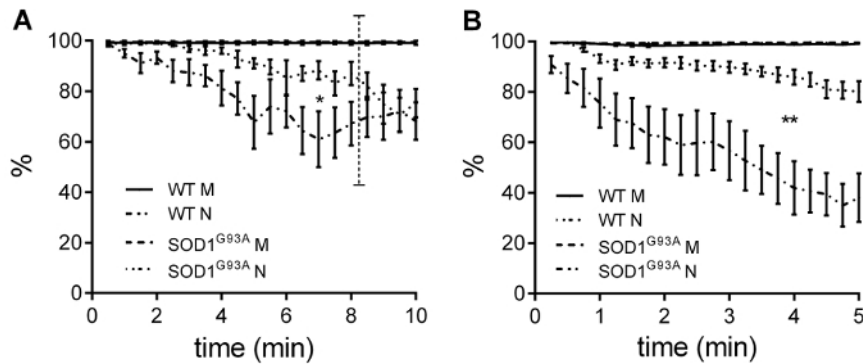 A
100
80
60
40
20
0
%
*
WT M
WT N
SOD1G93A M
SOD1G93A N
0 2 4 6 8 10
time (min)
B
100
80
60
40
20
0
%
**
WT M
WT N
SOD1G93A M
SOD1G93A N
0 1 2 3 4 5
time (min)